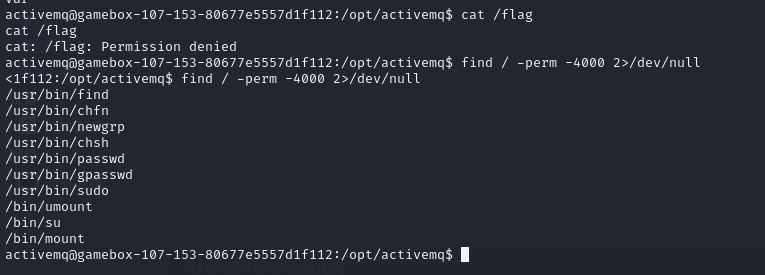 activemq@gamebox-107-153-80677e5557d1f112:/opt/activemq$ cat /flag
cat /flag
cat: /flag: Permission denied
activemq@gamebox-107-153-80677e5557d1f112:/opt/activemq$ find / -perm -4000 2>/dev/null
<1f112:/opt/activemq$ find / -perm -4000 2>/dev/null
/usr/bin/find
/usr/bin/chfn
/usr/bin/newgrp
/usr/bin/chsh
/usr/bin/passwd
/usr/bin/gpasswd
/usr/bin/sudo
/bin/umount
/bin/su
/bin/mount
activemq@gamebox-107-153-80677e5557d1f112:/opt/activemq$